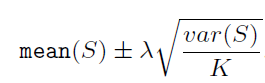 mean(S) ± λ√(var(S)/K)